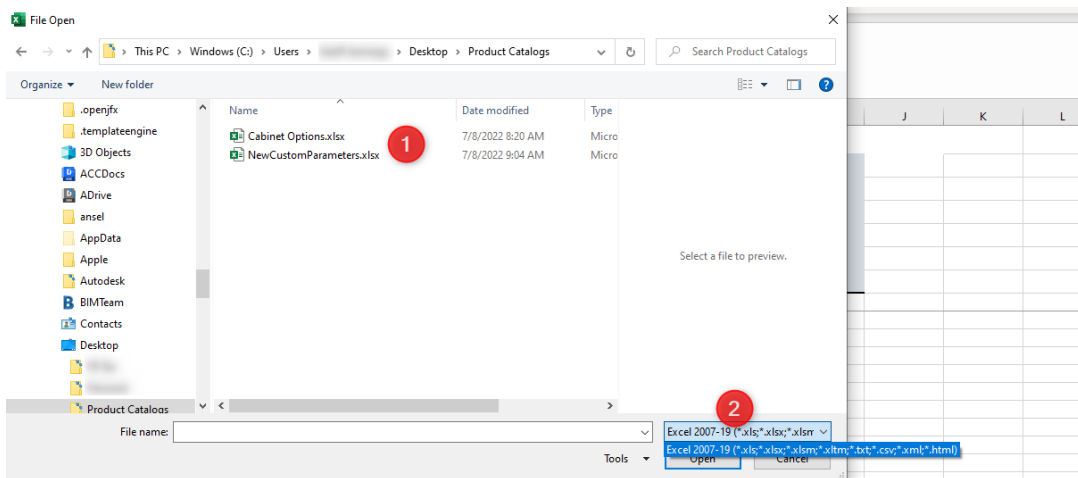 File Open
This PC > Windows (C:) > Users > > Desktop > Product Catalogs
Search Product Catalogs
Organize New folder
Name Date modified Type
Cabinet Options.xlsx 7/8/2022 8:20 AM Micro
NewCustomParameters.xlsx 7/8/2022 9:04 AM Micro
1
.openjfx
.templateengine
3D Objects
ACCDocs
ADrive
ansel
AppData
Apple
Autodesk
BIMTeam
Contacts
Desktop
Product Catalogs
Select a file to preview.
J K L
2
File name:
Excel 2007-19 (*.xls;*.xlsx;*.xlsm
Excel 2007-19 (*.xls;*.xlsx;*.xlsm;*.xltm;*.txt;*.csv;*.xml;*.html)
Tools Open Cancel